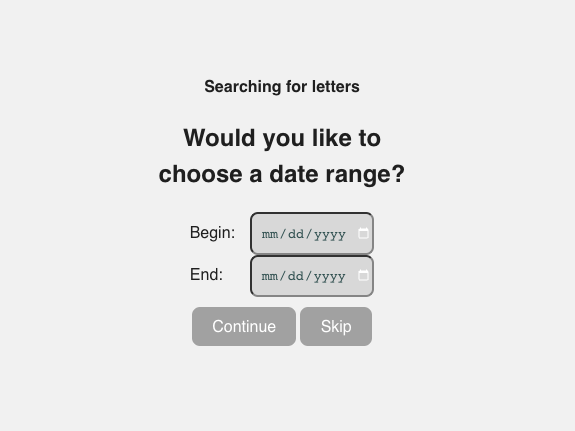 Searching for letters
Would you like to
choose a date range?
Begin: mm/dd/yyyy
End: mm/dd/yyyy
Continue Skip